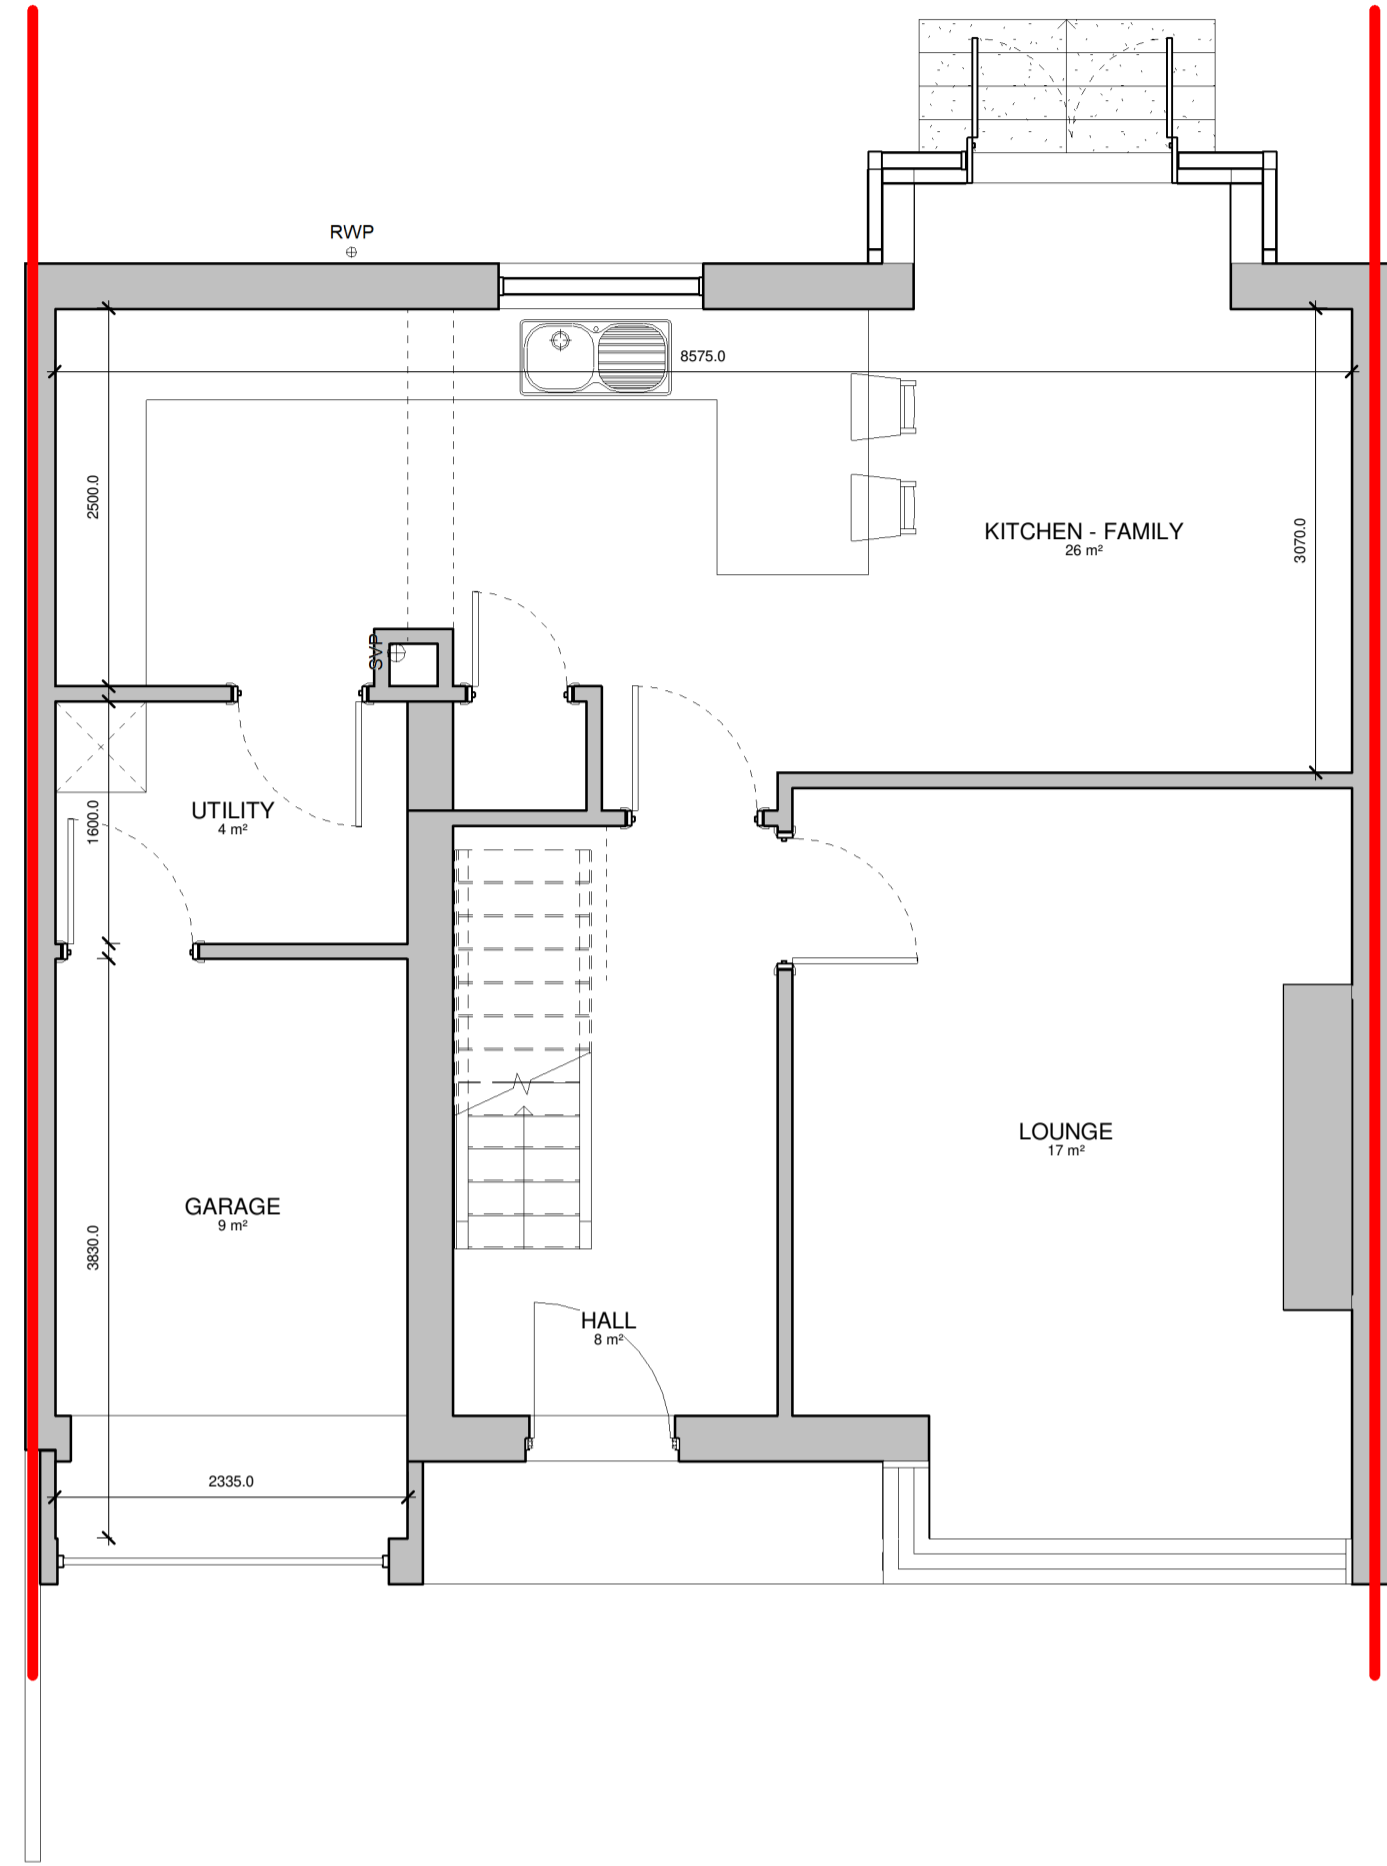 RWP
8575.0
2500.0
KITCHEN - FAMILY
26 m²
3070.0
SVP
UTILITY
4 m²
1600.0
LOUNGE
17 m²
GARAGE
9 m²
3830.0
HALL
8 m²
2335.0